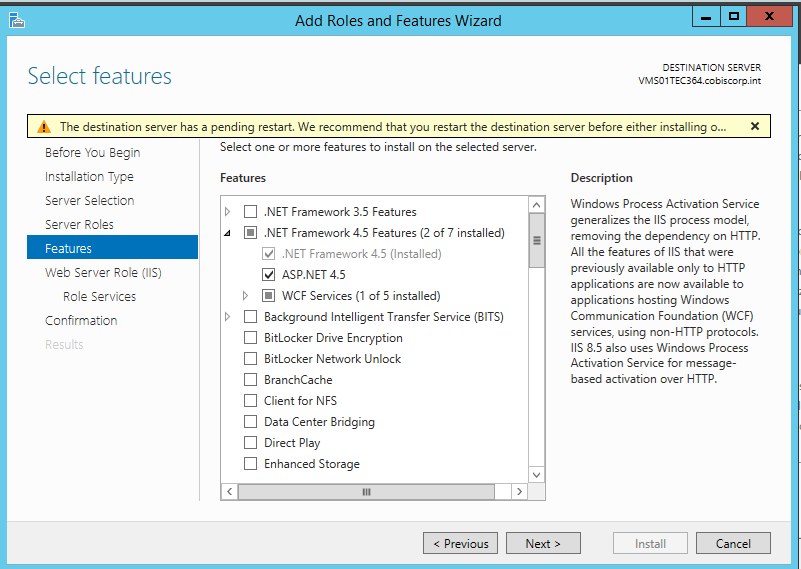 Add Roles and Features Wizard
Select features
DESTINATION SERVER
VMS01TEC364.cobiscorp.int
The destination server has a pending restart. We recommend that you restart the destination server before either installing o...
Before You Begin
Installation Type
Server Selection
Server Roles
Features
Web Server Role (IIS)
Role Services
Confirmation
Results
Select one or more features to install on the selected server.
Features
.NET Framework 3.5 Features
.NET Framework 4.5 Features (2 of 7 installed)
.NET Framework 4.5 (Installed)
ASP.NET 4.5
WCF Services (1 of 5 installed)
Background Intelligent Transfer Service (BITS)
BitLocker Drive Encryption
BitLocker Network Unlock
BranchCache
Client for NFS
Data Center Bridging
Direct Play
Enhanced Storage
Description
Windows Process Activation Service
generalizes the IIS process model,
removing the dependency on HTTP.
All the features of IIS that were
previously available only to HTTP
applications are now available to
applications hosting Windows
Communication Foundation (WCF)
services, using non-HTTP protocols.
IIS 8.5 also uses Windows Process
Activation Service for message-
based activation over HTTP.
< Previous
Next >
Install
Cancel